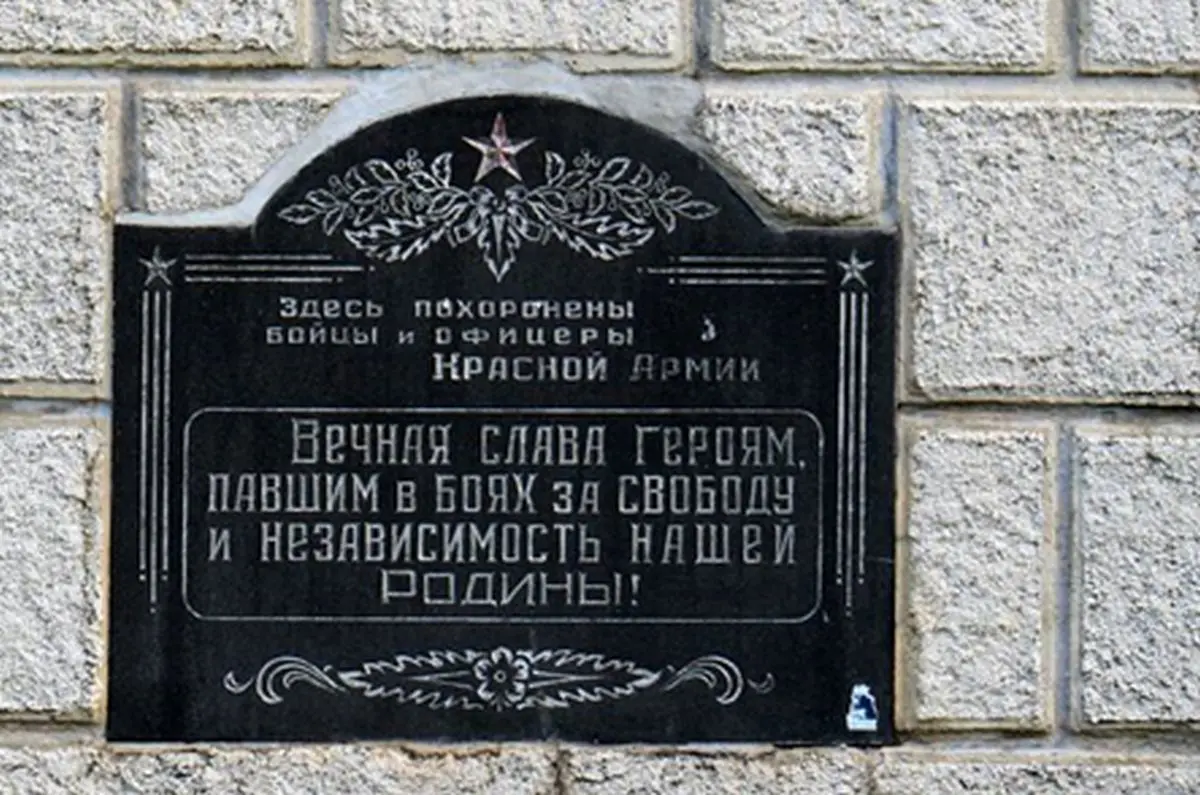 Здесь похоронены
бойцы и офицеры
Красной Армии
Вечная слава героям,
павшим в боях за свободу
и независимость нашей
Родины!